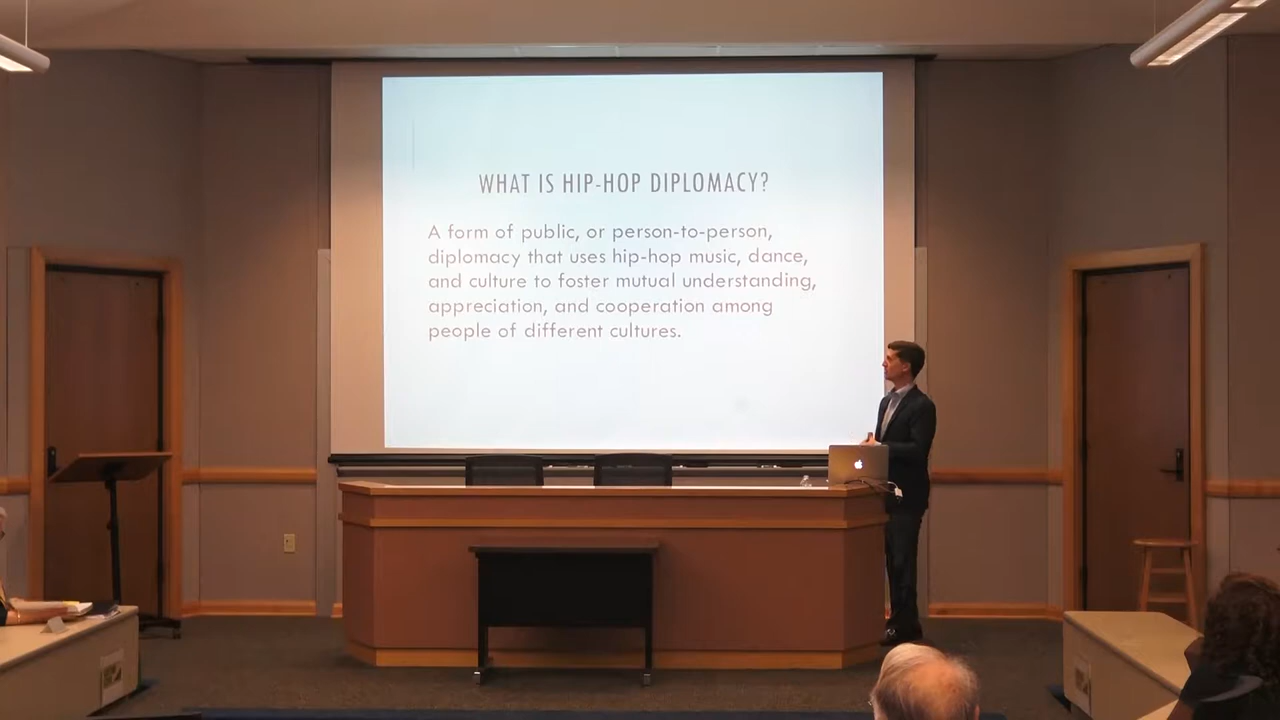 WHAT IS HIP-HOP DIPLOMACY?
A form of public, or person-to-person,
diplomacy that uses hip-hop music, dance,
and culture to foster mutual understanding,
appreciation, and cooperation among
people of different cultures.